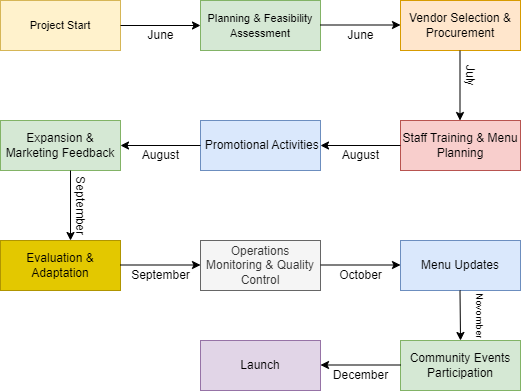 Project Start
June
Planning & Feasibility
Assessment
June
Vendor Selection &
Procurement
July
Staff Training & Menu
Planning
August
Promotional Activities
August
Expansion &
Marketing Feedback
September
Evaluation &
Adaptation
September
Operations
Monitoring & Quality
Control
October
Menu Updates
Novomber
Community Events
Participation
December
Launch